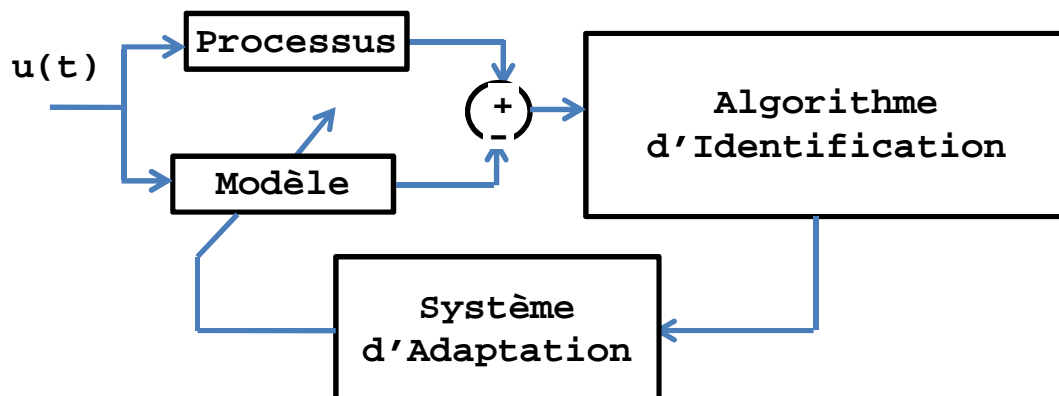 Processus
u(t)
+
−
Algorithme
d’Identification
Modèle
Système
d’Adaptation